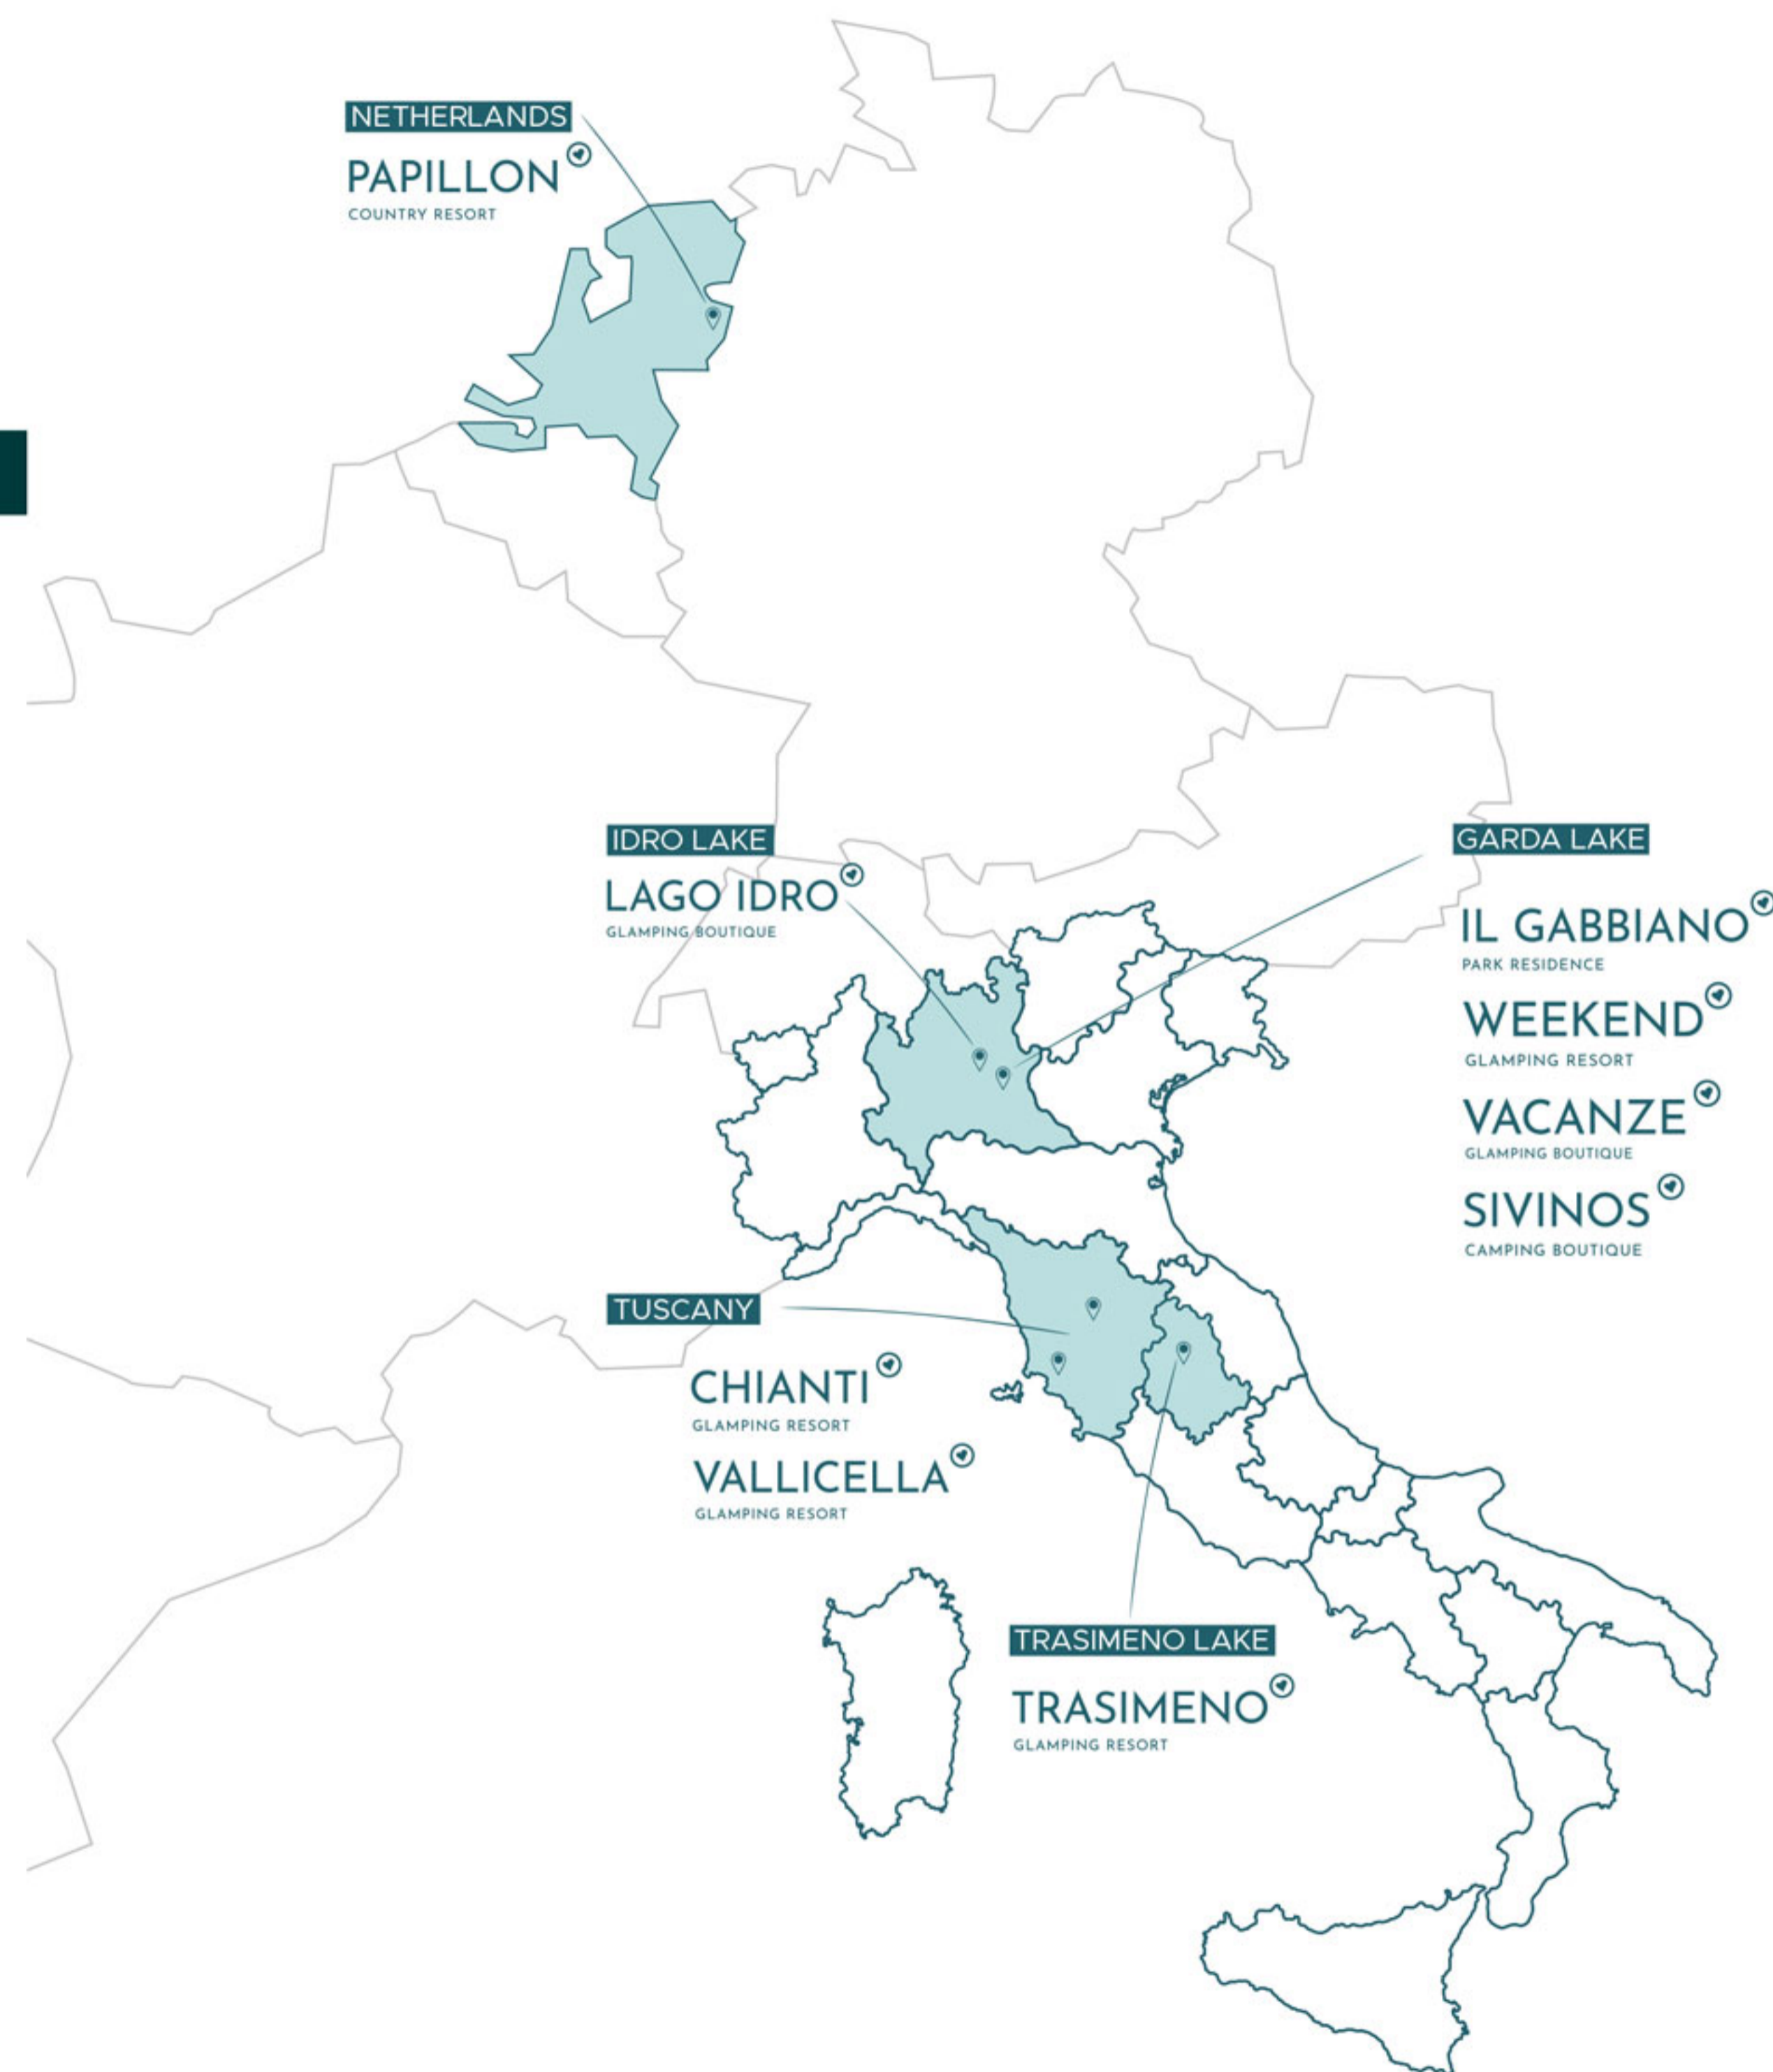 NETHERLANDS
PAPILLON
COUNTRY RESORT
IDRO LAKE
LAGO IDRO
GLAMPING BOUTIQUE
GARDA LAKE
IL GABBIANO
PARK RESIDENCE
WEEKEND
GLAMPING RESORT
VACANZE
GLAMPING BOUTIQUE
SIVINOS
CAMPING BOUTIQUE
TUSCANY
CHIANTI
GLAMPING RESORT
VALLICELLA
GLAMPING RESORT
TRASIMENO LAKE
TRASIMENO
GLAMPING RESORT